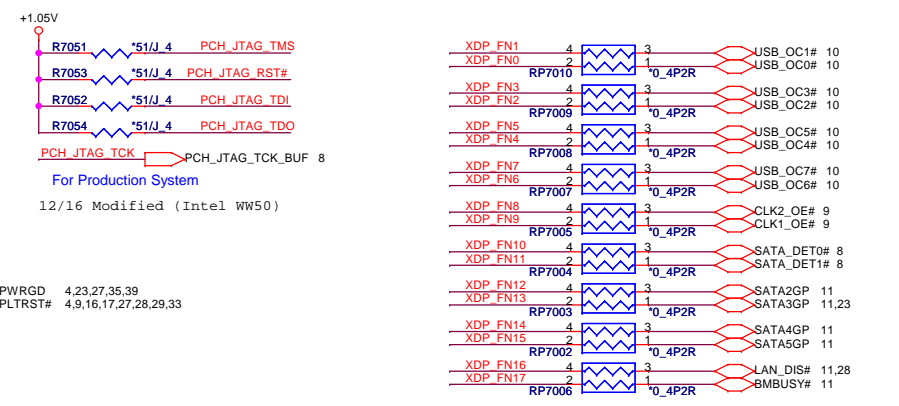 +1.05V
R7051 *51/J_4 PCH_JTAG_TMS
R7053 *51/J_4 PCH_JTAG_RST#
R7052 *51/J_4 PCH_JTAG_TDI
R7054 *51/J_4 PCH_JTAG_TDO
PCH_JTAG_TCK PCH_JTAG_TCK_BUF 8
For Production System
12/16 Modified (Intel WW50)
PWRGD 4,23,27,35,39
PLTRST# 4,9,16,17,27,28,29,33
XDP_FN1 4 3 USB_OC1# 10
XDP_FN0 2 1 USB_OC0# 10
RP7010 *0_4P2R
XDP_FN3 4 3 USB_OC3# 10
XDP_FN2 2 1 USB_OC2# 10
RP7009 *0_4P2R
XDP_FN5 4 3 USB_OC5# 10
XDP_FN4 2 1 USB_OC4# 10
RP7008 *0_4P2R
XDP_FN7 4 3 USB_OC7# 10
XDP_FN6 2 1 USB_OC6# 10
RP7007 *0_4P2R
XDP_FN8 4 3 CLK2_OE# 9
XDP_FN9 2 1 CLK1_OE# 9
RP7005 *0_4P2R
XDP_FN10 4 3 SATA_DET0# 8
XDP_FN11 2 1 SATA_DET1# 8
RP7004 *0_4P2R
XDP_FN12 4 3 SATA2GP 11
XDP_FN13 2 1 SATA3GP 11,23
RP7003 *0_4P2R
XDP_FN14 4 3 SATA4GP 11
XDP_FN15 2 1 SATA5GP 11
RP7002 *0_4P2R
XDP_FN16 4 3 LAN_DIS# 11,28
XDP_FN17 2 1 BMBUSY# 11
RP7006 *0_4P2R